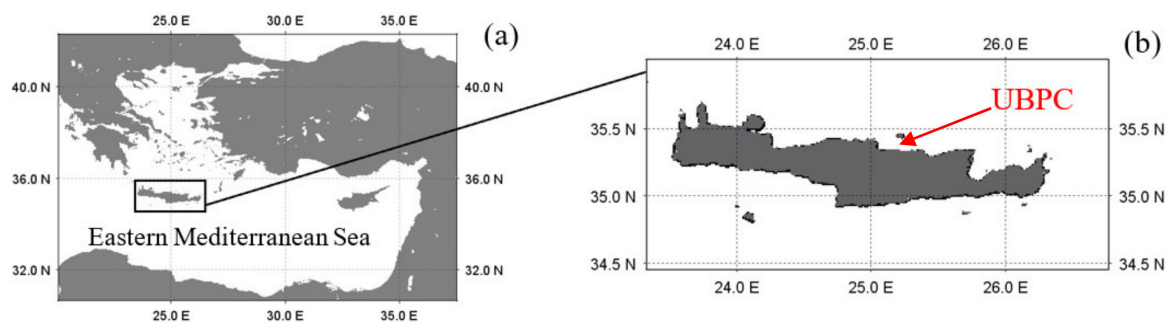 25.0 E 30.0 E 35.0 E
(a)
40.0 N 40.0 N
36.0 N 36.0 N
Eastern Mediterranean Sea
32.0 N 32.0 N
25.0 E 30.0 E 35.0 E
24.0 E 25.0 E 26.0 E
(b)
UBPC
35.5 N 35.5 N
35.0 N 35.0 N
34.5 N 34.5 N
24.0 E 25.0 E 26.0 E